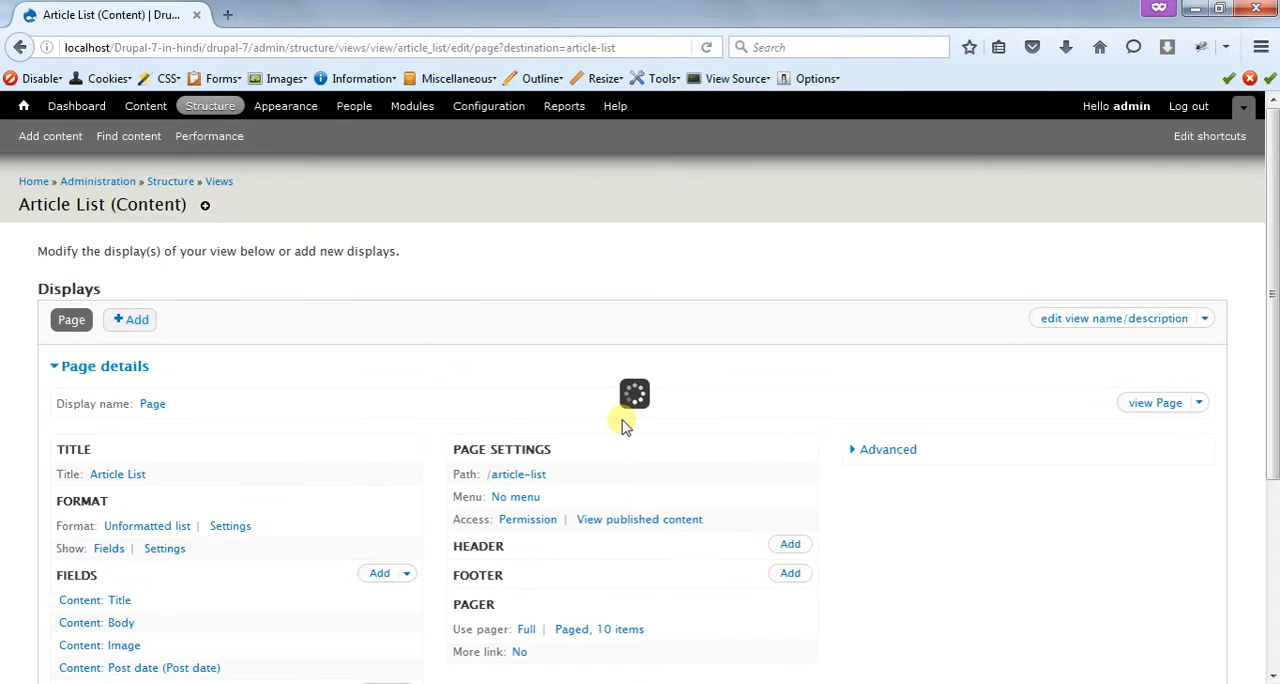 Article List (Content) | Dru...
localhost/Drupal-7-in-hindi/drupal-7/admin/structure/views/view/article_list/edit/page?destination=article-list
Search
Disable Cookies CSS Forms Images Information Miscellaneous Outline Resize Tools View Source Options
Dashboard Content Structure Appearance People Modules Configuration Reports Help Hello admin Log out
Add content Find content Performance Edit shortcuts
Home » Administration » Structure » Views
Article List (Content)
Modify the display(s) of your view below or add new displays.
Displays
Page + Add edit view name/description
Page details
Display name: Page view Page
TITLE
Title: Article List
FORMAT
Format: Unformatted list | Settings
Show: Fields | Settings
FIELDS Add
Content: Title
Content: Body
Content: Image
Content: Post date (Post date)
PAGE SETTINGS
Path: /article-list
Menu: No menu
Access: Permission | View published content
HEADER Add
FOOTER Add
PAGER
Use pager: Full | Paged, 10 items
More link: No
Advanced